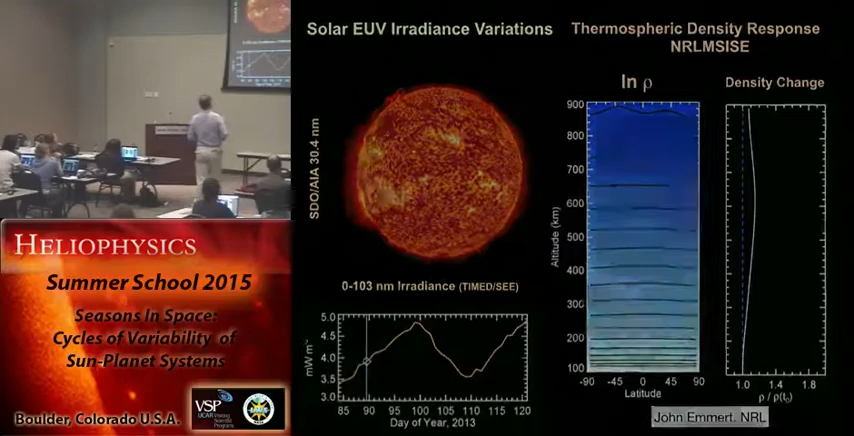 HELIOPHYSICS
Summer School 2015
Seasons In Space:
Cycles of Variability of
Sun-Planet Systems
Boulder, Colorado U.S.A.
VSP
UCAR Visiting
Scientist
Programs
Solar EUV Irradiance Variations
SDO/AIA 30.4 nm
0-103 nm Irradiance (TIMED/SEE)
5.0
4.5
4.0
3.5
3.0
85 90 95 100 105 110 115 120
Day of Year, 2013
Thermospheric Density Response
NRLMSISE
ln ρ
Density Change
Altitude (km)
900
800
700
600
500
400
300
200
100
-90 -45 0 45 90
Latitude
1.0 1.4 1.8
ρ / ρ(t₀)
John Emmert. NRL